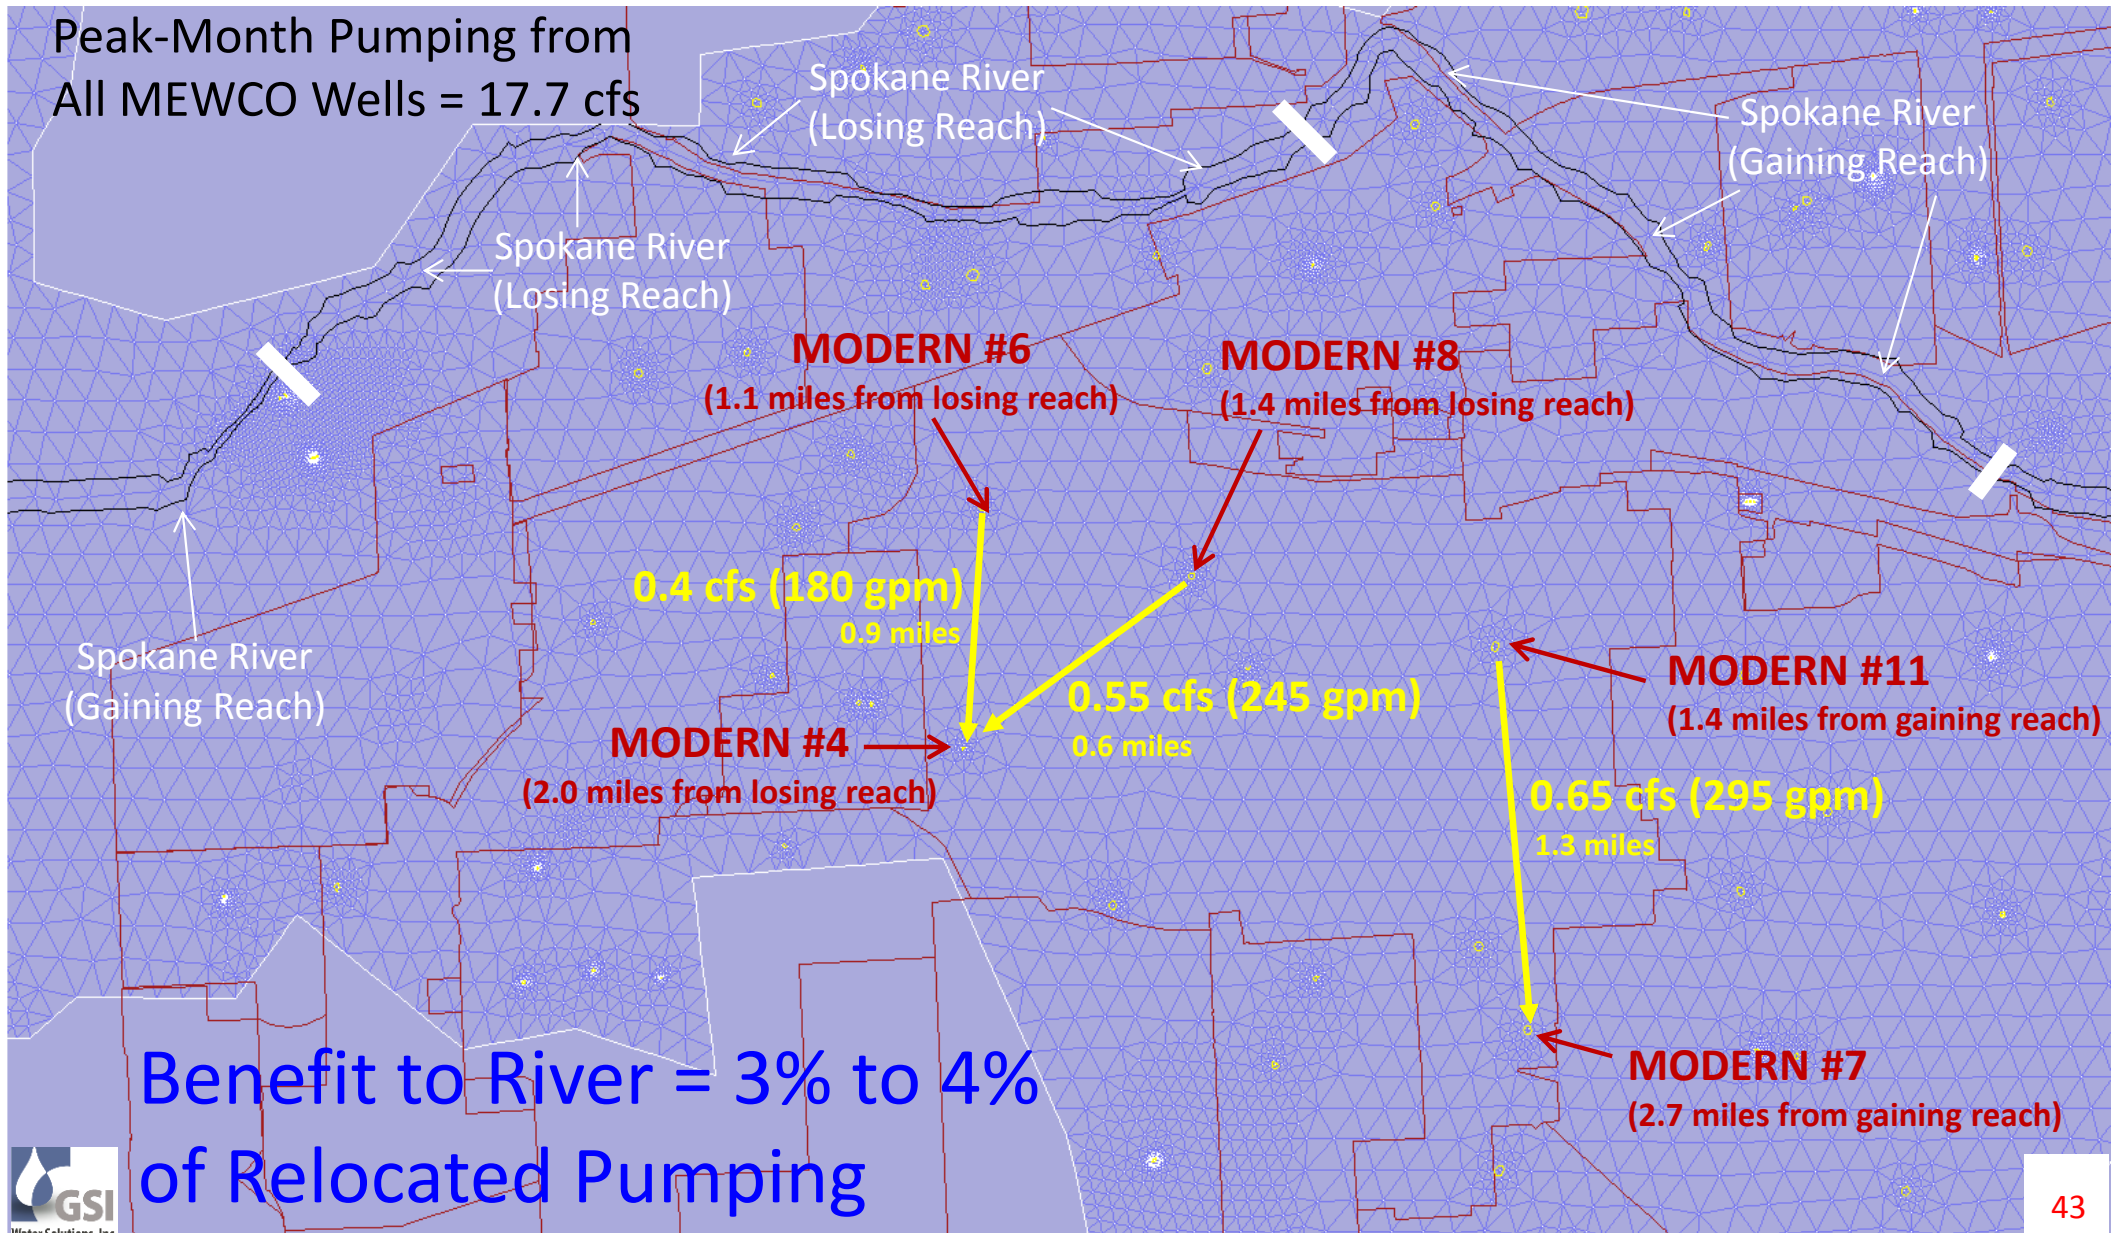 Peak-Month Pumping from
All MEWCO Wells = 17.7 cfs
Spokane River
(Losing Reach)
Spokane River
(Gaining Reach)
Spokane River
(Losing Reach)
MODERN #6
(1.1 miles from losing reach)
MODERN #8
(1.4 miles from losing reach)
0.4 cfs (180 gpm)
0.9 miles
Spokane River
(Gaining Reach)
0.55 cfs (245 gpm)
0.6 miles
MODERN #11
(1.4 miles from gaining reach)
MODERN #4
(2.0 miles from losing reach)
0.65 cfs (295 gpm)
1.3 miles
MODERN #7
(2.7 miles from gaining reach)
Benefit to River = 3% to 4%
of Relocated Pumping
GSI
Water Solutions, Inc
43